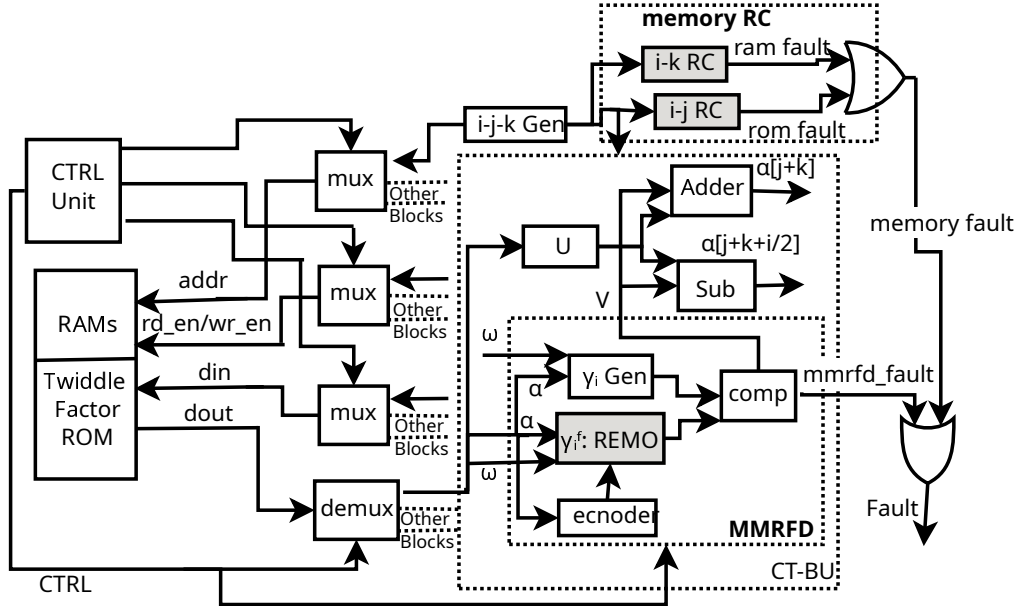 memory RC
ram fault
i-k RC
i-j RC
rom fault
i-j-k Gen
CTRL
Unit
mux
Other
Blocks
Adder
α[j+k]
memory fault
U
α[j+k+i/2]
Sub
addr
mux
RAMs
rd_en/wr_en
Other
Blocks
V
ω
γᵢ Gen
α
mmrfd_fault
comp
Twiddle
Factor
ROM
din
dout
mux
Other
Blocks
α
γᵢᶠ: REMO
ω
demux
Other
Blocks
ecnoder
MMRFD
Fault
CT-BU
CTRL